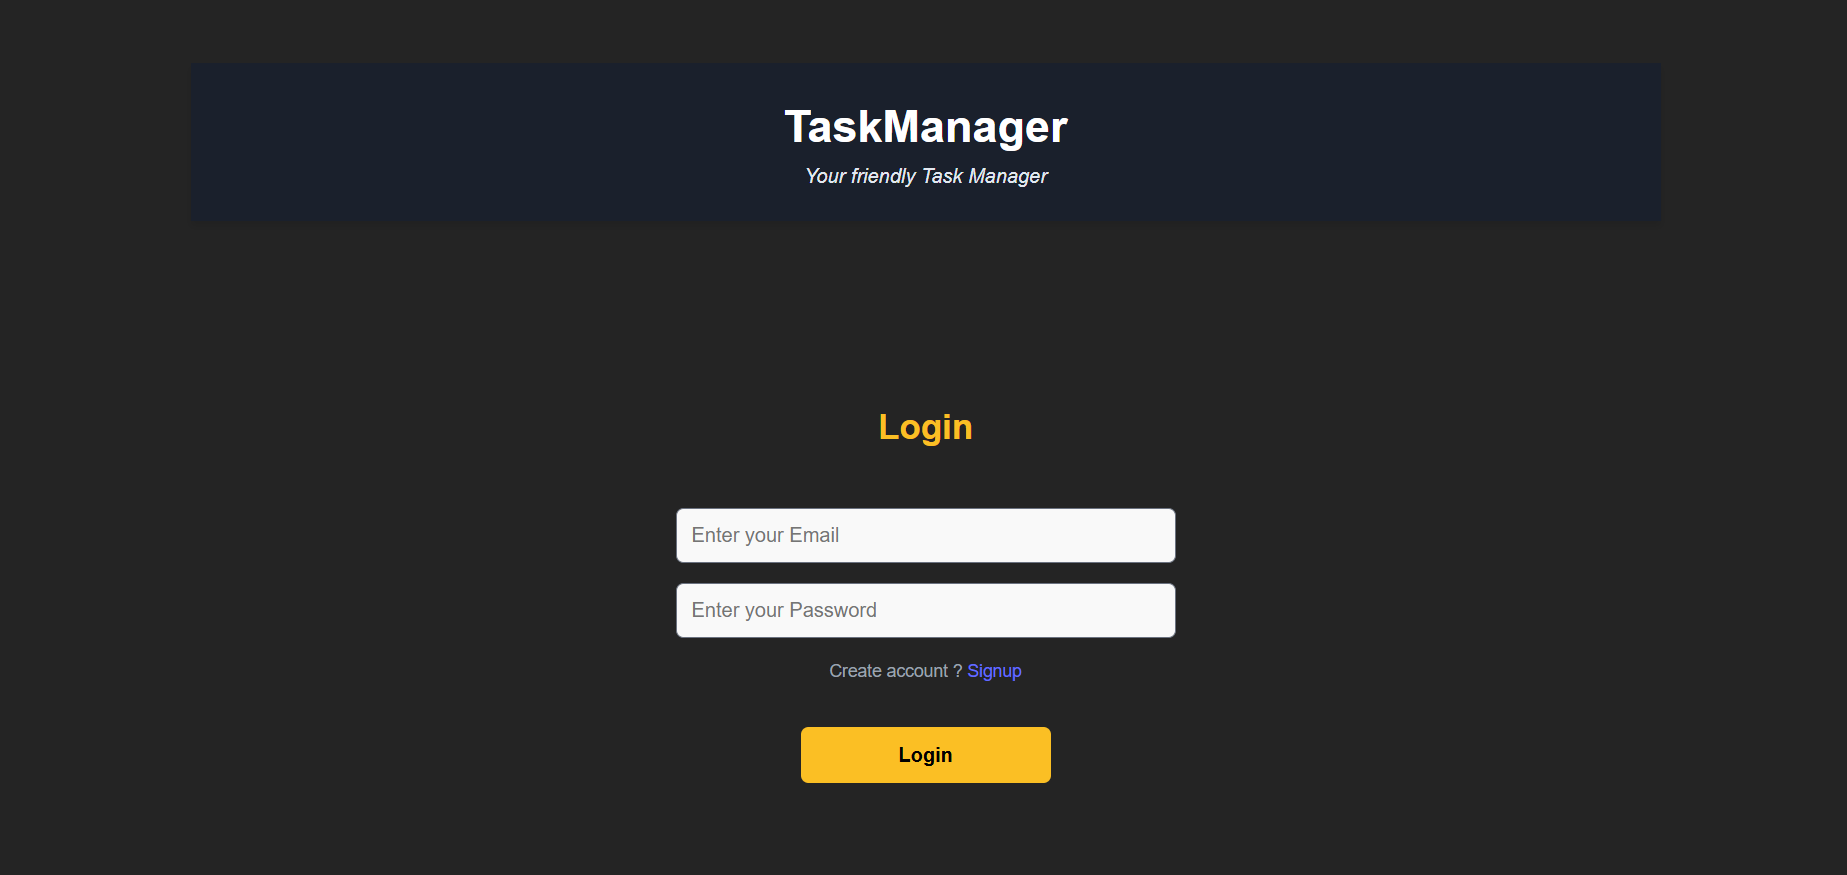 TaskManager
Your friendly Task Manager
Login
Enter your Email
Enter your Password
Create account ? Signup
Login